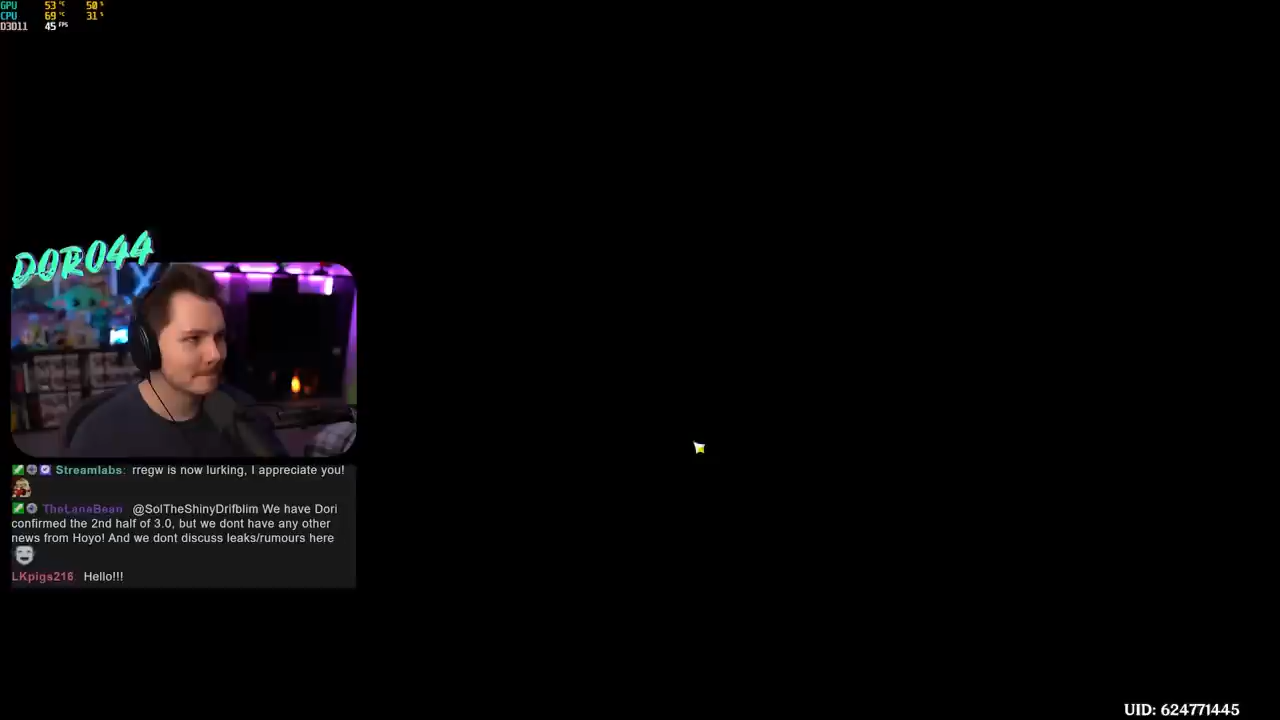 GPU 53 °C 50 %
CPU 69 °C 31 %
D3D11 45 FPS
DORO44
Streamlabs: rregw is now lurking, I appreciate you!
TheLanaBean @SolTheShinyDrifblim We have Dori
confirmed the 2nd half of 3.0, but we dont have any other
news from Hoyo! And we dont discuss leaks/rumours here
LKpigs216 Hello!!!
UID: 624771445